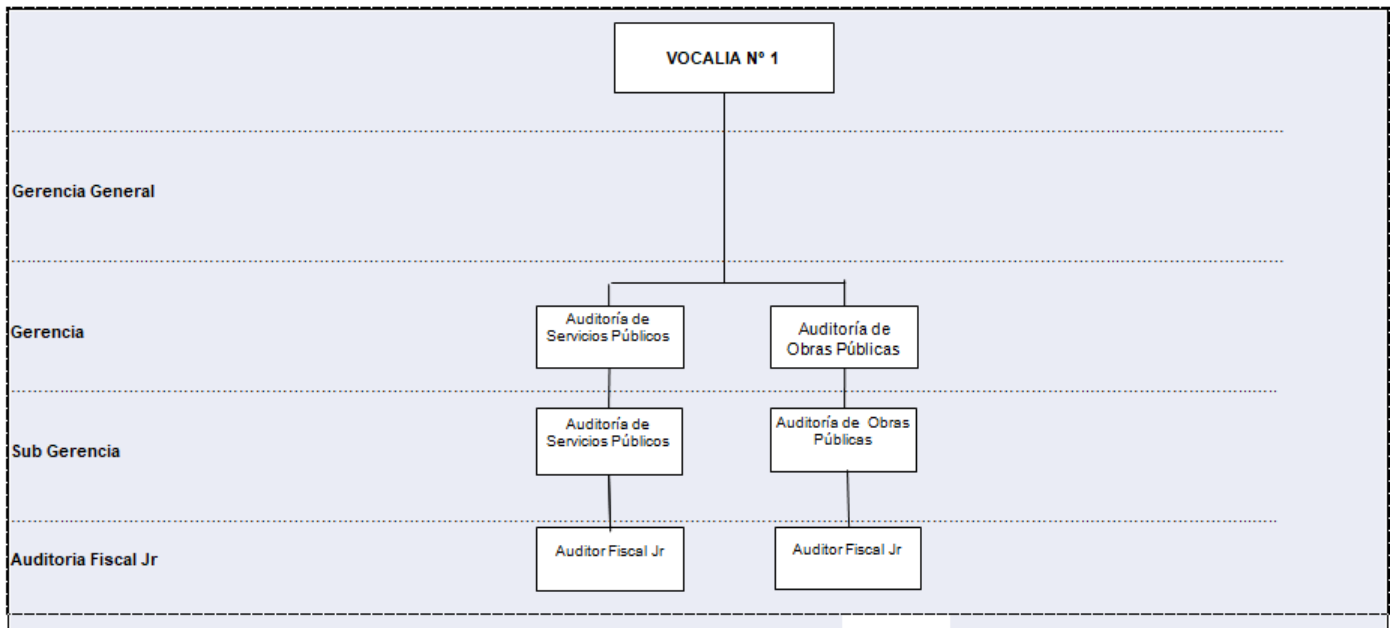 VOCALIA Nº 1
Gerencia General
Gerencia
Auditoría de
Servicios Públicos
Auditoría de
Obras Públicas
Sub Gerencia
Auditoría de
Servicios Públicos
Auditoría de Obras
Públicas
Auditoria Fiscal Jr
Auditor Fiscal Jr
Auditor Fiscal Jr